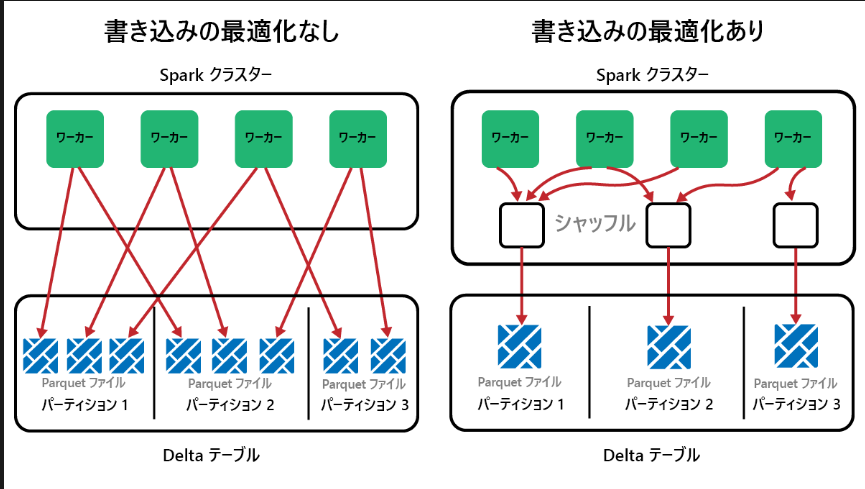 書き込みの最適化なし
Spark クラスター
ワーカー
ワーカー
ワーカー
ワーカー
Parquet ファイル
Parquet ファイル
Parquet ファイル
パーティション 1
パーティション 2
パーティション 3
Delta テーブル
書き込みの最適化あり
Spark クラスター
ワーカー
ワーカー
ワーカー
ワーカー
シャッフル
Parquet ファイル
Parquet ファイル
Parquet ファイル
パーティション 1
パーティション 2
パーティション 3
Delta テーブル